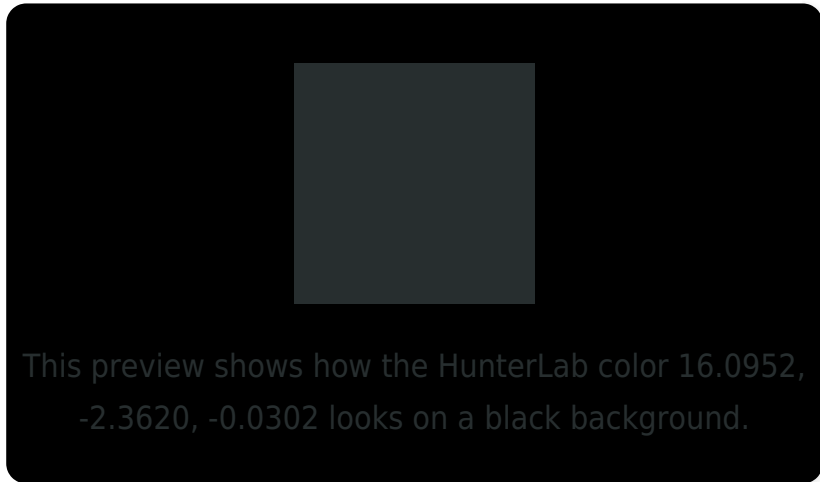 This preview shows how the HunterLab color 16.0952,
-2.3620, -0.0302 looks on a black background.